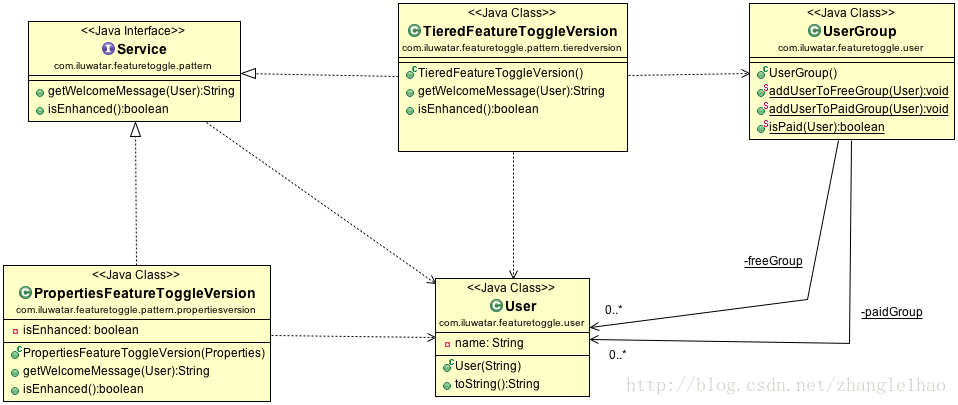 <<Java Interface>>
Service
com.iluwatar.featuretoggle.pattern
getWelcomeMessage(User):String
isEnhanced():boolean
<<Java Class>>
TieredFeatureToggleVersion
com.iluwatar.featuretoggle.pattern.tieredversion
TieredFeatureToggleVersion()
getWelcomeMessage(User):String
isEnhanced():boolean
<<Java Class>>
UserGroup
com.iluwatar.featuretoggle.user
UserGroup()
addUserToFreeGroup(User):void
addUserToPaidGroup(User):void
isPaid(User):boolean
<<Java Class>>
PropertiesFeatureToggleVersion
com.iluwatar.featuretoggle.pattern.propertiesversion
isEnhanced: boolean
PropertiesFeatureToggleVersion(Properties)
getWelcomeMessage(User):String
isEnhanced():boolean
<<Java Class>>
User
com.iluwatar.featuretoggle.user
name: String
User(String)
toString():String
-freeGroup
0..*
-paidGroup
0..*
http://blog.csdn.net/zhangleihao